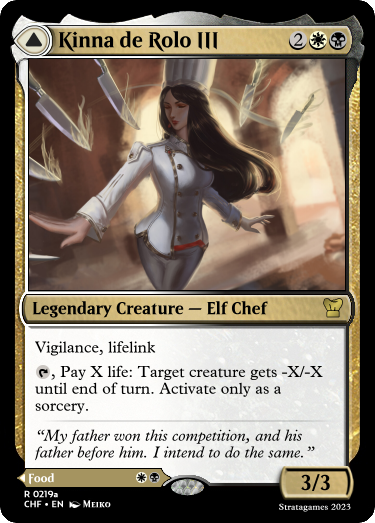 Kinna de Rolo III 2
Legendary Creature — Elf Chef
Vigilance, lifelink
, Pay X life: Target creature gets -X/-X
until end of turn. Activate only as a
sorcery.
“My father won this competition, and his
father before him. I intend to do the same.”
Food
3/3
R 0219a
CHF • EN Meiko
Stratagames 2023